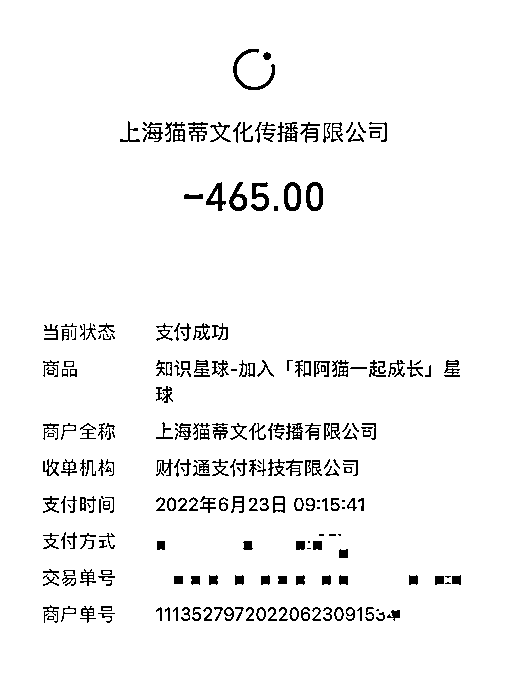 上海猫蒂文化传播有限公司
-465.00
当前状态 支付成功
商品 知识星球-加入「和阿猫一起成长」星
球
商户全称 上海猫蒂文化传播有限公司
收单机构 财付通支付科技有限公司
支付时间 2022年6月23日 09:15:41
支付方式
交易单号
商户单号 11135279720220623091534